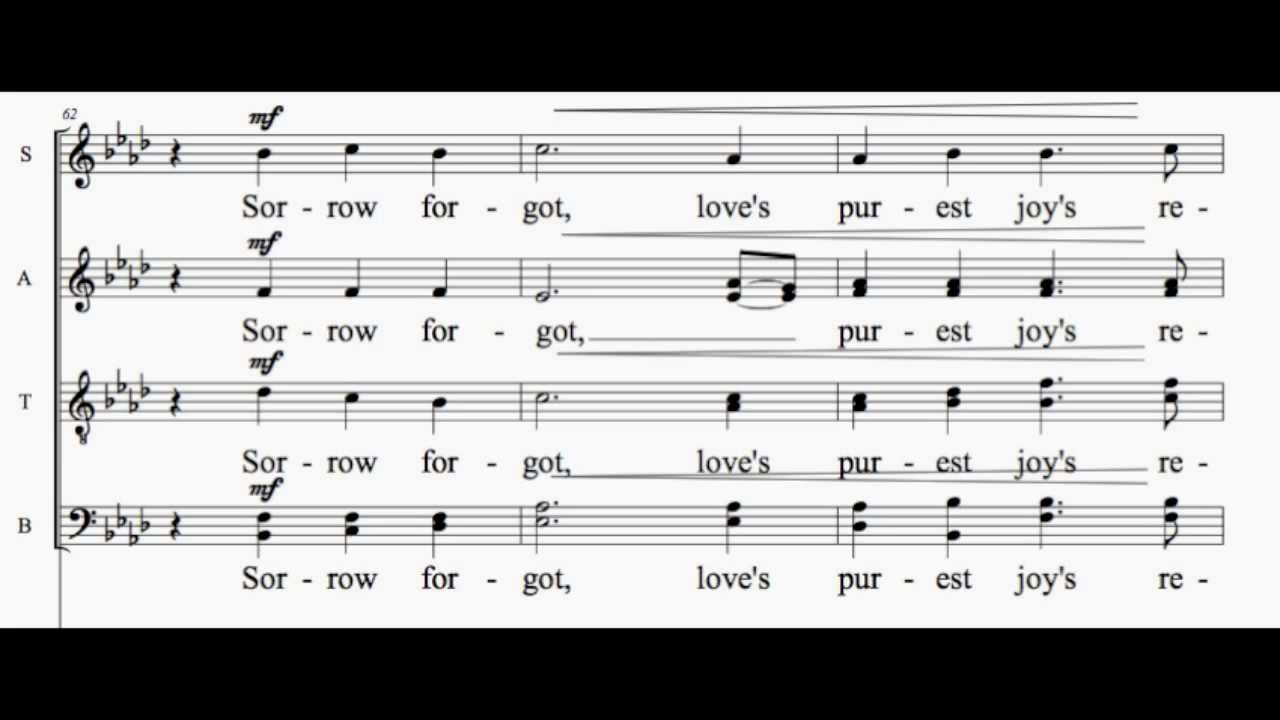 62
mf
S
Sor - row for - got, love's pur - est joy's re -
mf
A
Sor - row for - got, pur - est joy's re -
mf
T
Sor - row for - got, love's pur - est joy's re -
mf
B
Sor - row for - got, love's pur - est joy's re -